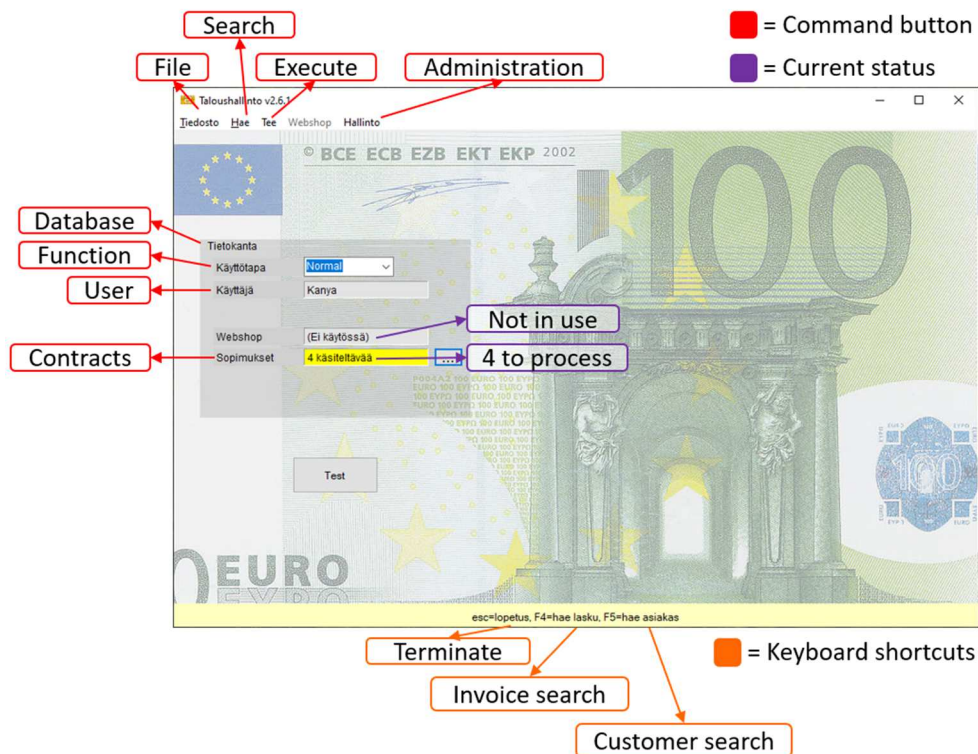 Search
= Command button
File
Execute
Administration
= Current status
Taloushallinto v2.6.1
Tiedosto Hae Tee Webshop Hallinto
© BCE ECB EZB EKT EKP 2002
100
Database
Tietokanta
Function
Käyttötapa Normal
User
Käyttäjä Kanya
Not in use
Webshop (Ei käytössä)
Contracts
Sopimukset 4 käsiteltävää ...
4 to process
Test
100
EURO
esc=lopetus, F4=hae lasku, F5=hae asiakas
Terminate
= Keyboard shortcuts
Invoice search
Customer search